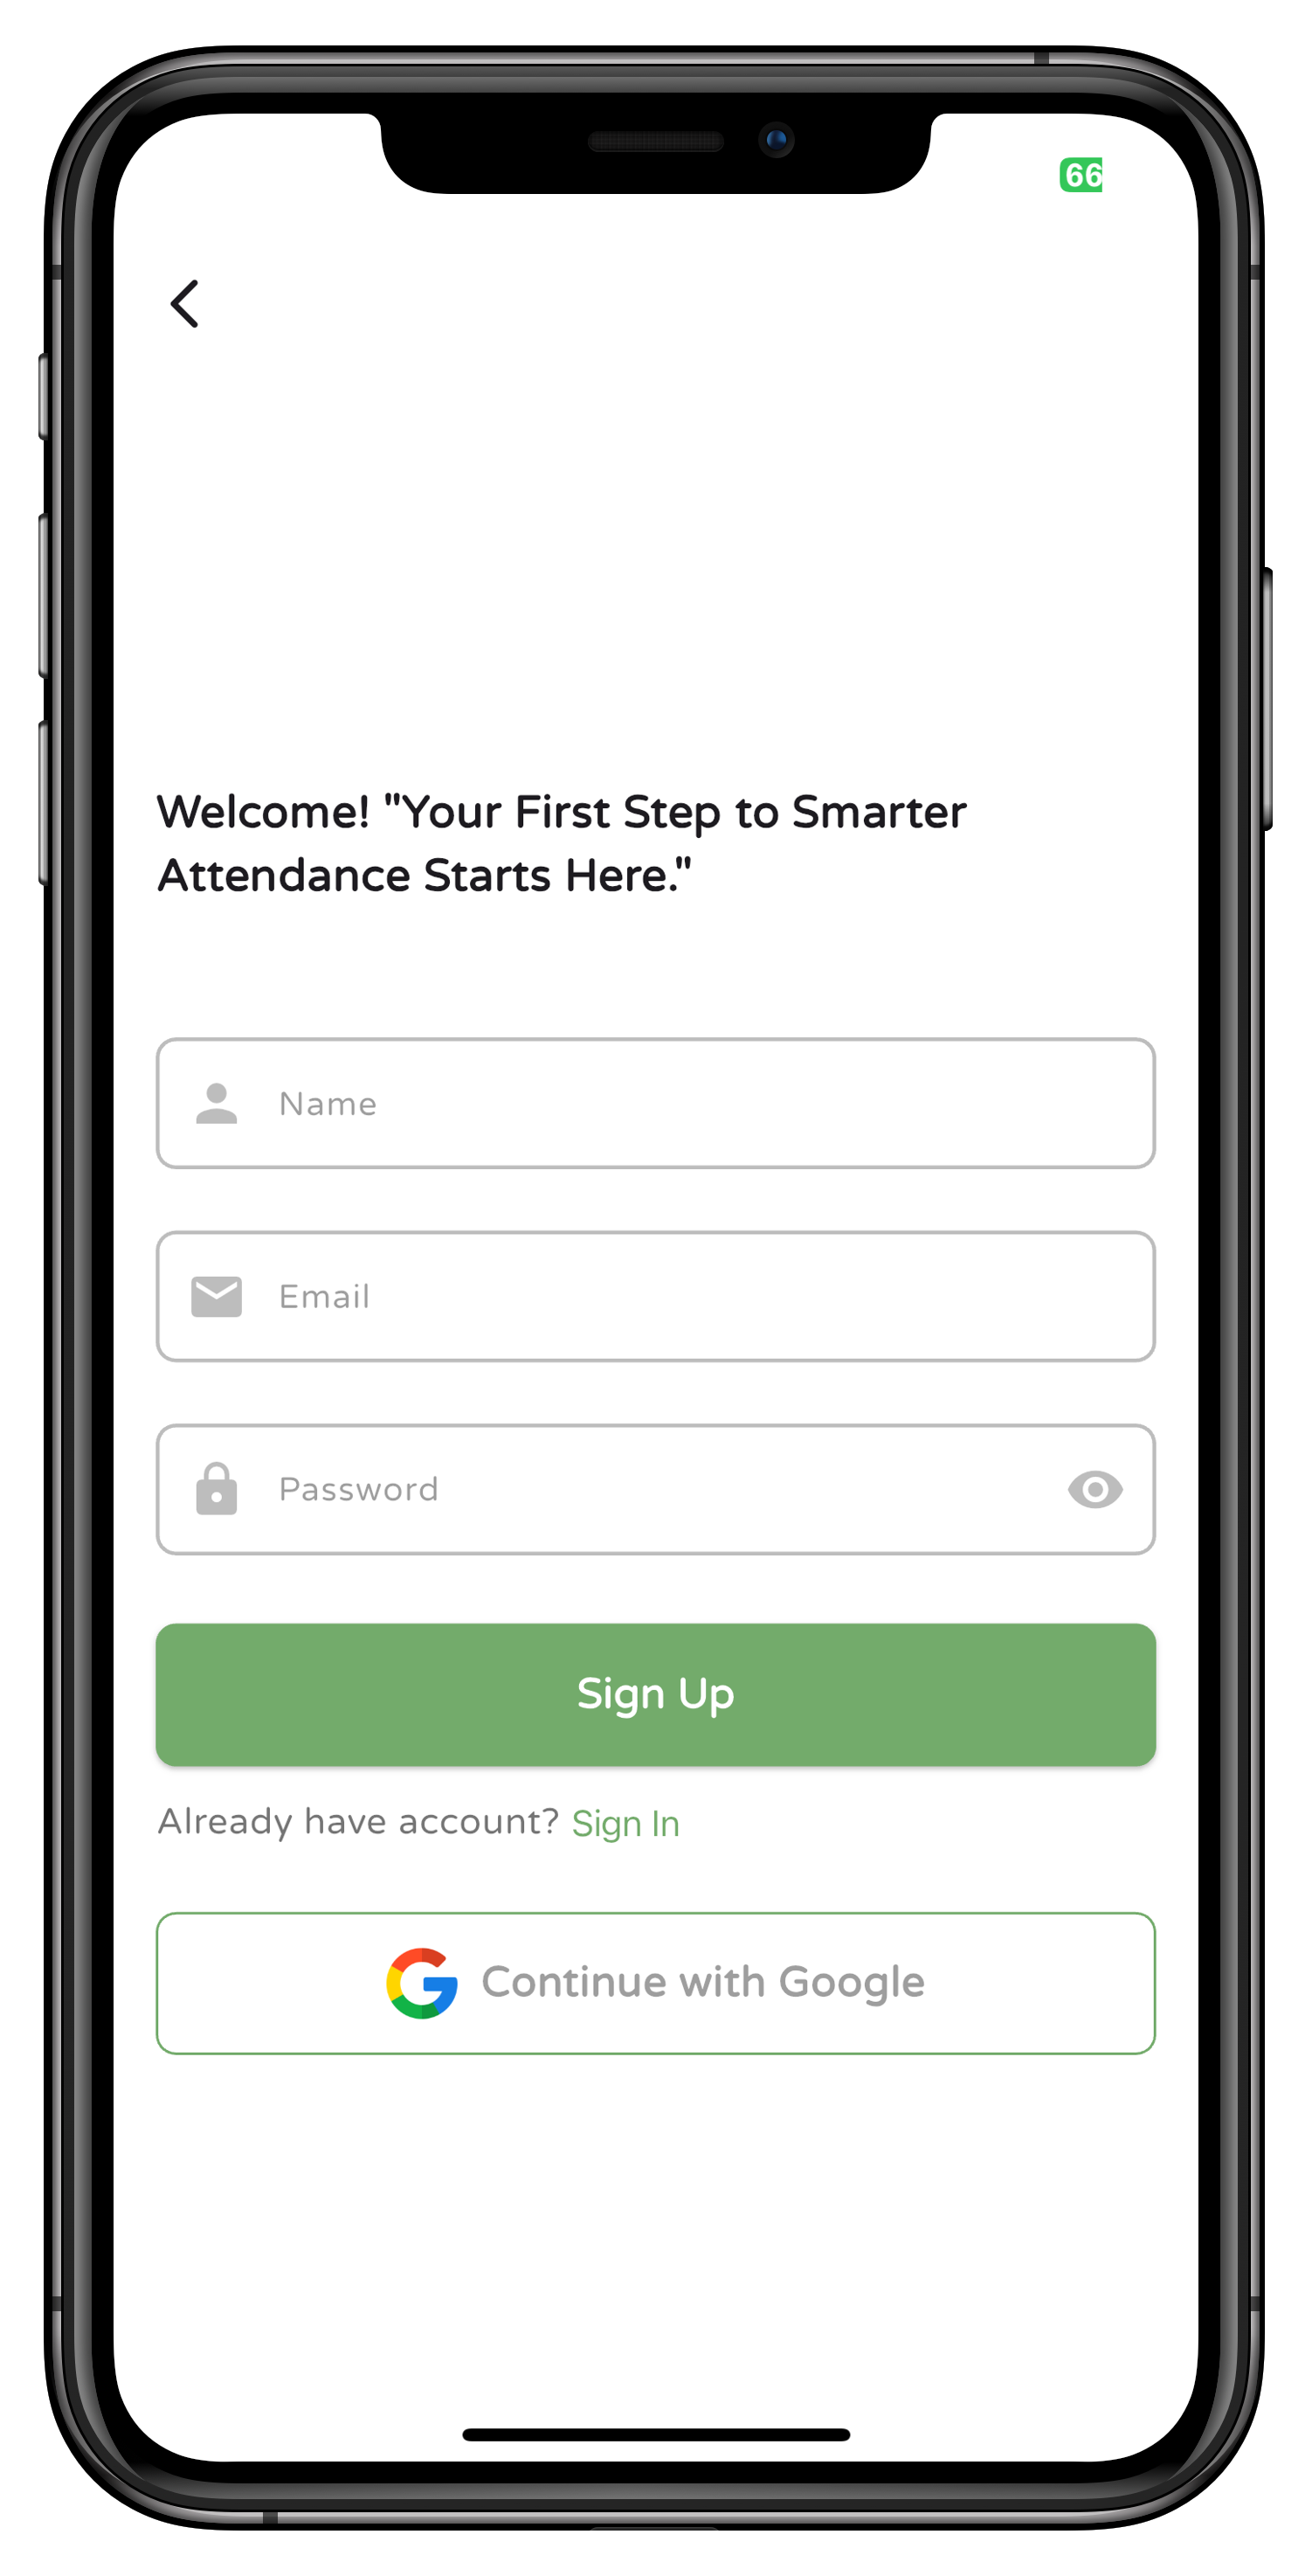 66
Welcome! "Your First Step to Smarter
Attendance Starts Here."
Name
Email
Password
Sign Up
Already have account? Sign In
Continue with Google